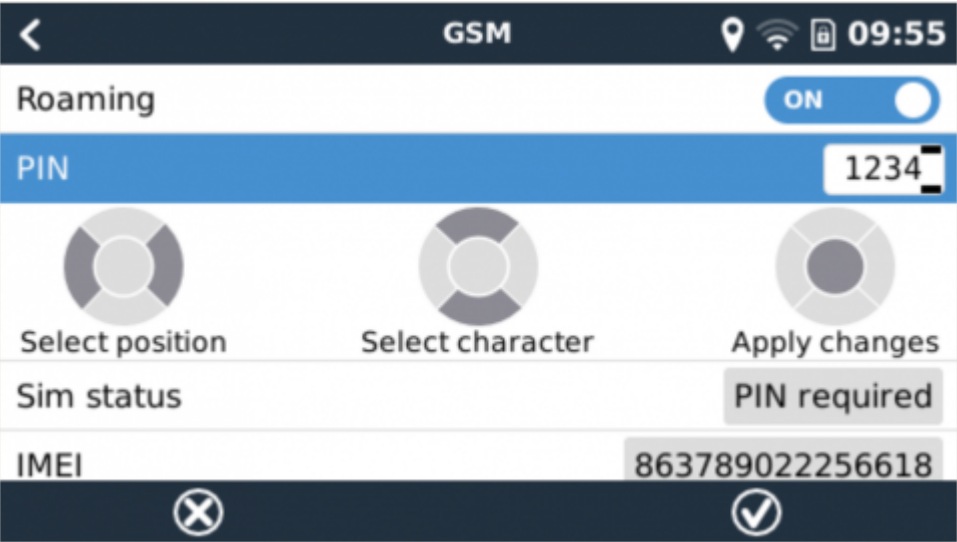 GSM 09:55
Roaming ON
PIN 1234
Select position Select character Apply changes
Sim status PIN required
IMEI 863789022256618